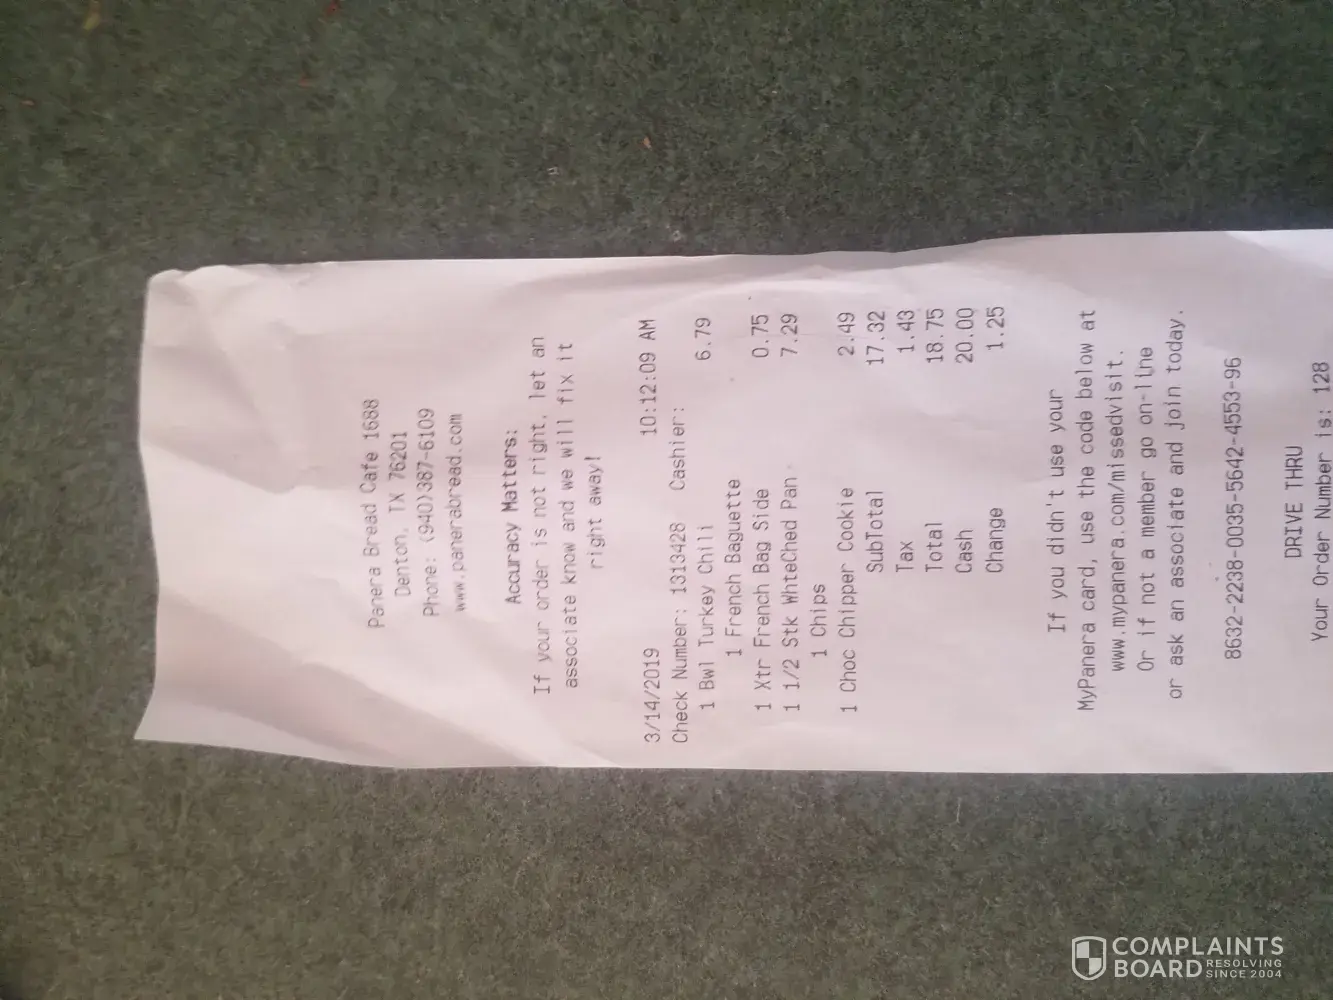 Panera Bread Cafe 1688
Denton, TX 76201
Phone: (940)387-6109
www.panerabread.com
Accuracy Matters:
If your order is not right, let an
associate know and we will fix it
right away!
3/14/2019 10:12:09 AM
Check Number: 1313428 Cashier:
1 Bwl Turkey Chili 6.79
1 French Baguette
1 Xtr French Bag Side 0.75
1 1/2 Stk WhteChed Pan 7.29
1 Chips
1 Choc Chipper Cookie 2.49
SubTotal 17.32
Tax 1.43
Total 18.75
Cash 20.00
Change 1.25
If you didn't use your
MyPanera card, use the code below at
www.mypanera.com/missedvisit.
Or if not a member go on-line
or ask an associate and join today.
8632-2238-0035-5642-4553-96
DRIVE THRU
Your Order Number is: 128
COMPLAINTS
BOARD RESOLVING
SINCE 2004